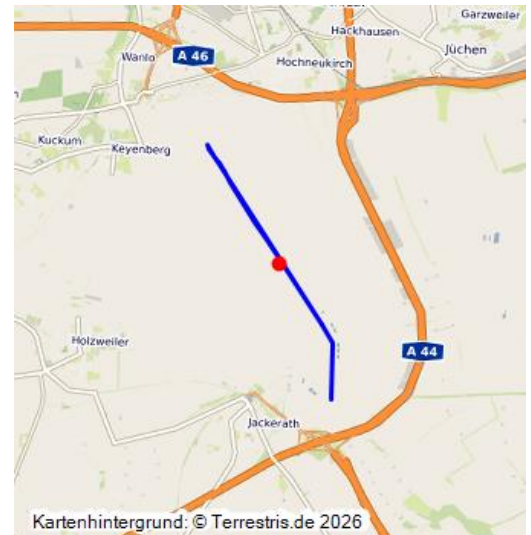 Garzweiler
Hackhausen
Jüchen
Wanlo
A 46
Hochneukirch
Kuckum
Keyenberg
Holzweiler
A 44
Jackerath
Kartenhintergrund: © Terrestris.de 2026